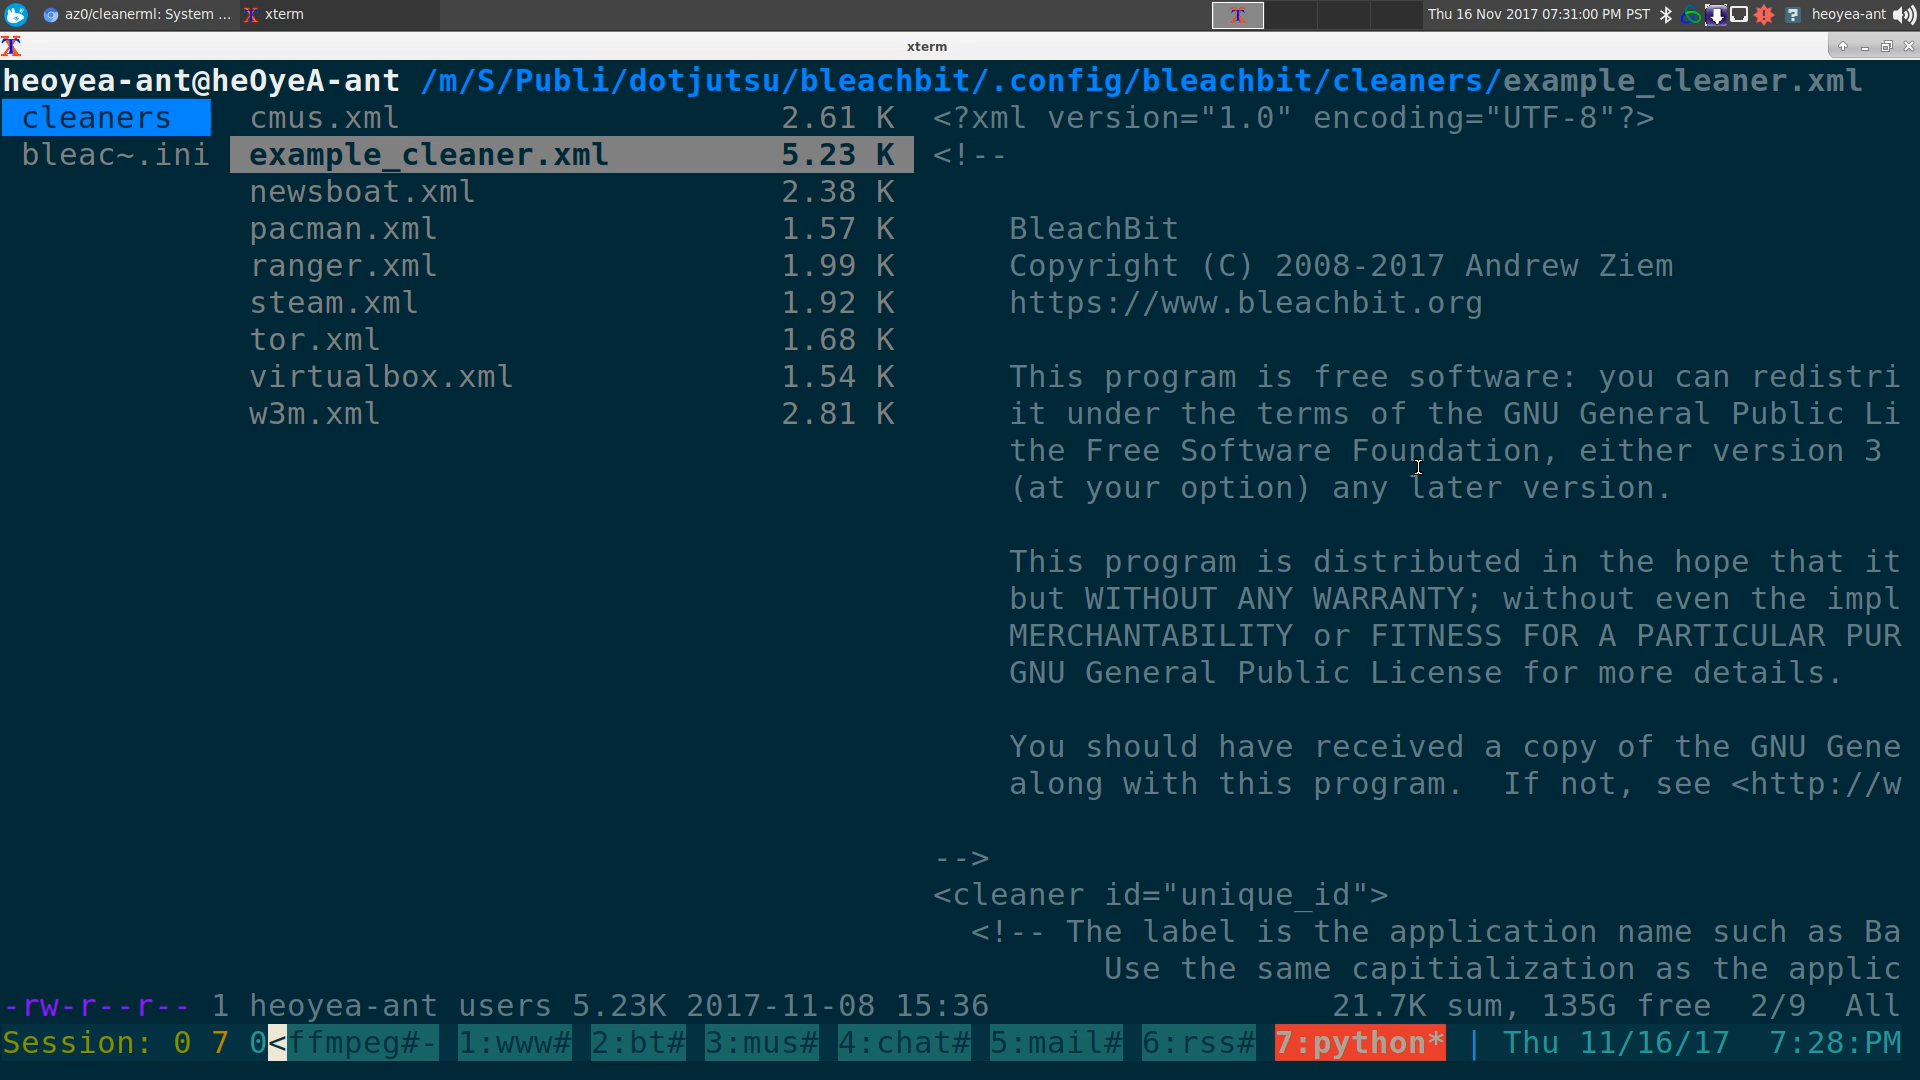 az0/cleanerml: System ...
xterm
Thu 16 Nov 2017 07:31:00 PM PST
heoyea-ant
xterm
heoyea-ant@heOyeA-ant /m/S/Publi/dotjutsu/bleachbit/.config/bleachbit/cleaners/example_cleaner.xml
cleaners
bleac~.ini
cmus.xml 2.61 K
example_cleaner.xml 5.23 K
newsboat.xml 2.38 K
pacman.xml 1.57 K
ranger.xml 1.99 K
steam.xml 1.92 K
tor.xml 1.68 K
virtualbox.xml 1.54 K
w3m.xml 2.81 K
<?xml version="1.0" encoding="UTF-8"?>
<!--
BleachBit
Copyright (C) 2008-2017 Andrew Ziem
https://www.bleachbit.org
This program is free software: you can redistri
it under the terms of the GNU General Public Li
the Free Software Foundation, either version 3
(at your option) any later version.
This program is distributed in the hope that it
but WITHOUT ANY WARRANTY; without even the impl
MERCHANTABILITY or FITNESS FOR A PARTICULAR PUR
GNU General Public License for more details.
You should have received a copy of the GNU Gene
along with this program.  If not, see <http://w
-->
<cleaner id="unique_id">
<!-- The label is the application name such as Ba
Use the same capitialization as the applic
-rw-r--r-- 1 heoyea-ant users 5.23K 2017-11-08 15:36 21.7K sum, 135G free  2/9  All
Session: 0 7 0<ffmpeg#- 1:www# 2:bt# 3:mus# 4:chat# 5:mail# 6:rss# 7:python* | Thu 11/16/17  7:28:PM